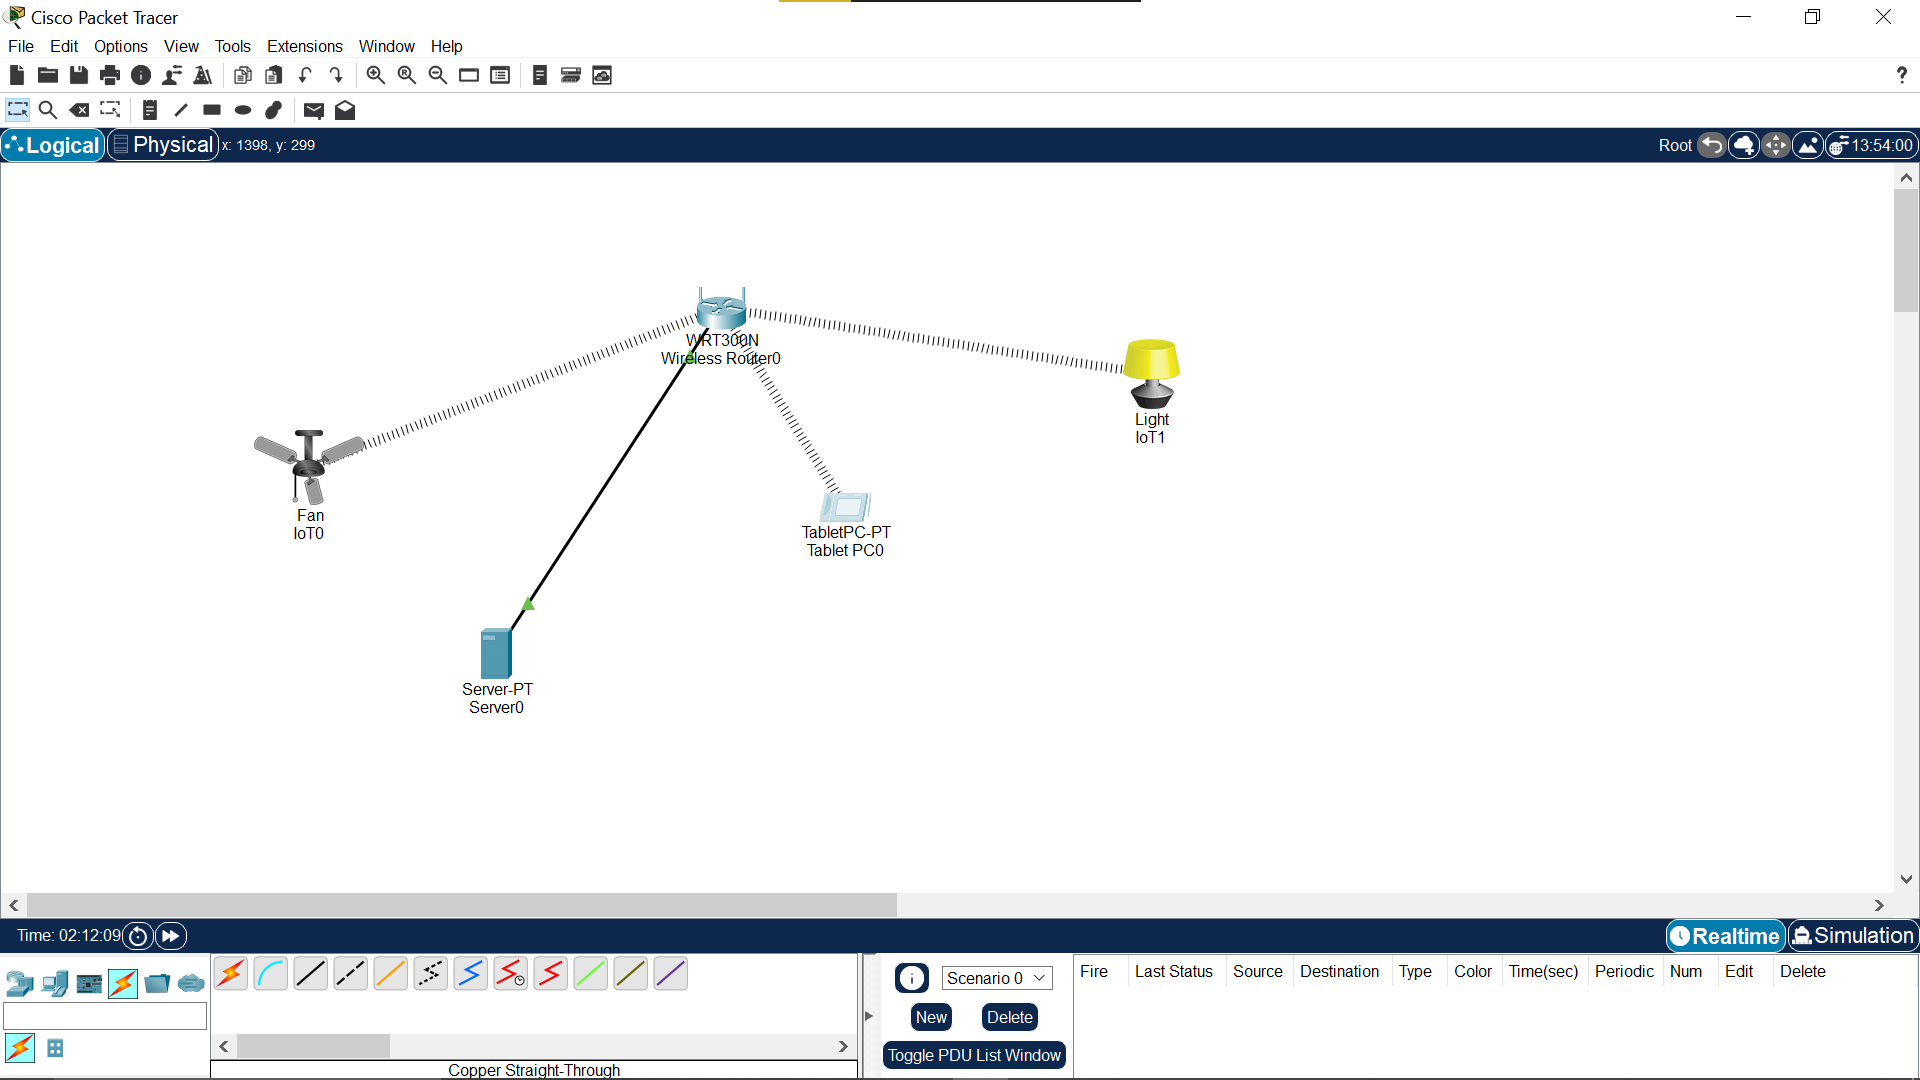 Cisco Packet Tracer
File Edit Options View Tools Extensions Window Help
?
Logical Physical x: 1398, y: 299 Root 13:54:00
WRT300N
Wireless Router0
Light
IoT1
Fan
IoT0
TabletPC-PT
Tablet PC0
Server-PT
Server0
Time: 02:12:09 Realtime Simulation
Scenario 0 Fire Last Status Source Destination Type Color Time(sec) Periodic Num Edit Delete
New Delete
Toggle PDU List Window
Copper Straight-Through